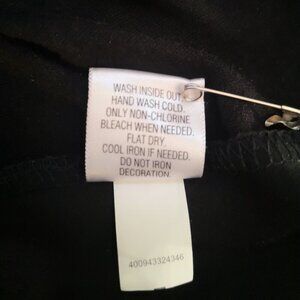 WASH INSIDE OUT.
HAND WASH COLD.
ONLY NON-CHLORINE
BLEACH WHEN NEEDED.
FLAT DRY.
COOL IRON IF NEEDED.
DO NOT IRON
DECORATION.
400943324346